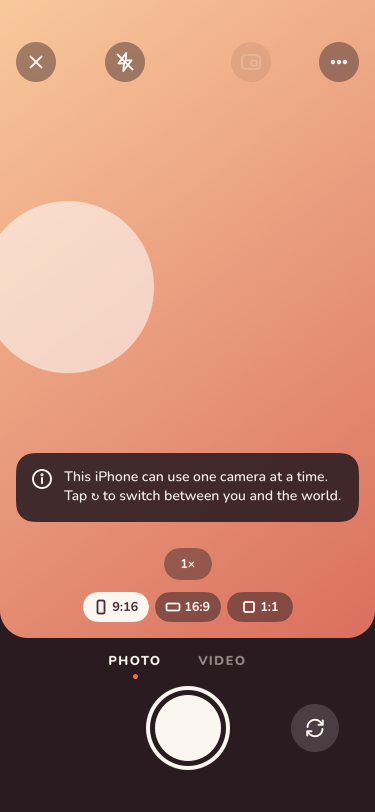 This iPhone can use one camera at a time.
Tap ↻ to switch between you and the world.
1×
9:16
16:9
1:1
PHOTO
VIDEO